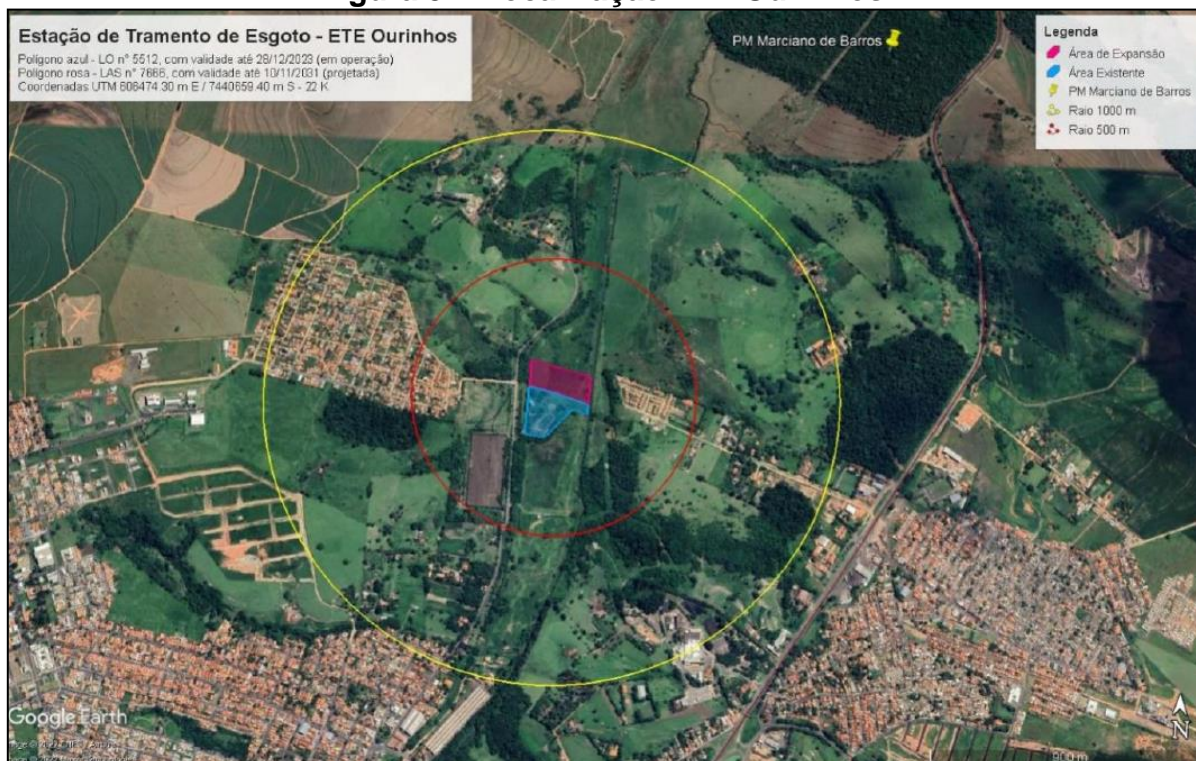 Estação de Tramento de Esgoto - ETE Ourinhos
Polígono azul - LO nº 5512, com validade até 28/12/2023 (em operação)
Polígono rosa - LAS nº 7666, com validade até 10/11/2031 (projetada)
Coordenadas UTM 606474.30 m E / 7440659.40 m S - 22 K
PM Marciano de Barros
Legenda
Área de Expansão
Área Existente
PM Marciano de Barros
Raio 1000 m
Raio 500 m
Google Earth
N